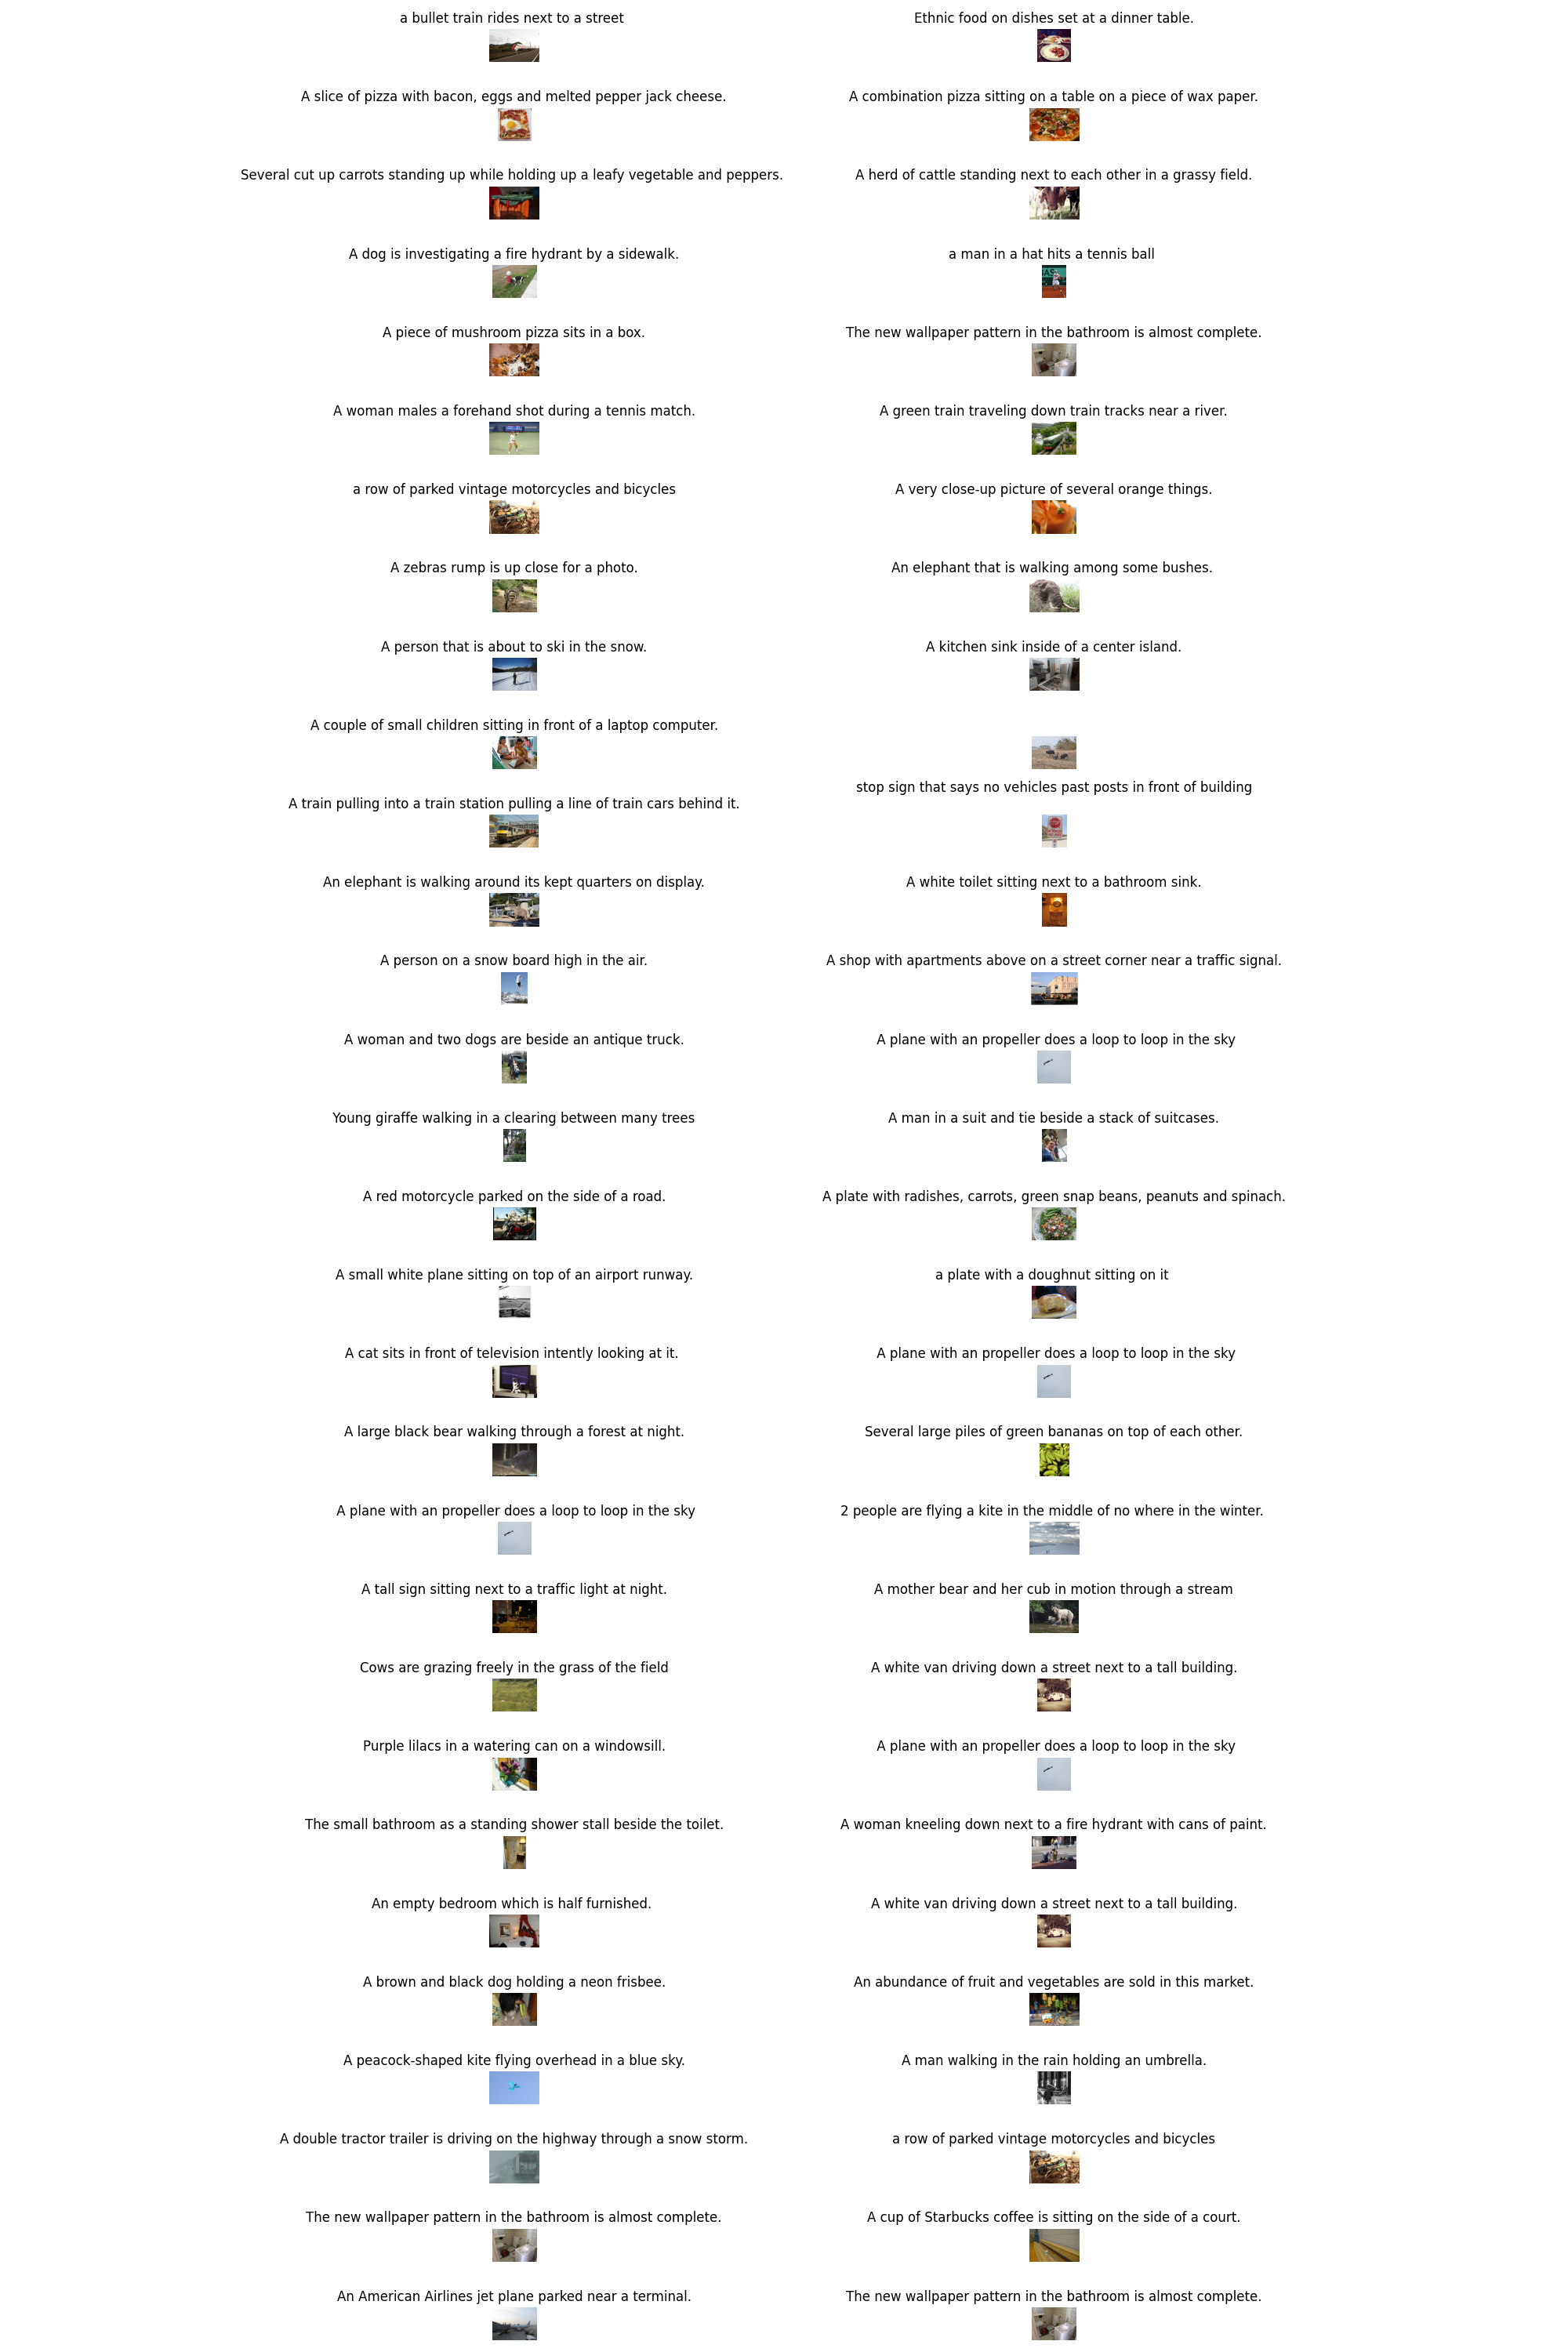 a bullet train rides next to a street
Ethnic food on dishes set at a dinner table.
A slice of pizza with bacon, eggs and melted pepper jack cheese.
A combination pizza sitting on a table on a piece of wax paper.
Several cut up carrots standing up while holding up a leafy vegetable and peppers.
A herd of cattle standing next to each other in a grassy field.
A dog is investigating a fire hydrant by a sidewalk.
a man in a hat hits a tennis ball
A piece of mushroom pizza sits in a box.
The new wallpaper pattern in the bathroom is almost complete.
A woman males a forehand shot during a tennis match.
A green train traveling down train tracks near a river.
a row of parked vintage motorcycles and bicycles
A very close-up picture of several orange things.
A zebras rump is up close for a photo.
An elephant that is walking among some bushes.
A person that is about to ski in the snow.
A kitchen sink inside of a center island.
A couple of small children sitting in front of a laptop computer.
A train pulling into a train station pulling a line of train cars behind it.
stop sign that says no vehicles past posts in front of building
STOP
An elephant is walking around its kept quarters on display.
A white toilet sitting next to a bathroom sink.
A person on a snow board high in the air.
A shop with apartments above on a street corner near a traffic signal.
A woman and two dogs are beside an antique truck.
A plane with an propeller does a loop to loop in the sky
Young giraffe walking in a clearing between many trees
A man in a suit and tie beside a stack of suitcases.
A red motorcycle parked on the side of a road.
A plate with radishes, carrots, green snap beans, peanuts and spinach.
A small white plane sitting on top of an airport runway.
a plate with a doughnut sitting on it
A cat sits in front of television intently looking at it.
A plane with an propeller does a loop to loop in the sky
A large black bear walking through a forest at night.
Several large piles of green bananas on top of each other.
A plane with an propeller does a loop to loop in the sky
2 people are flying a kite in the middle of no where in the winter.
A tall sign sitting next to a traffic light at night.
A mother bear and her cub in motion through a stream
Cows are grazing freely in the grass of the field
A white van driving down a street next to a tall building.
Purple lilacs in a watering can on a windowsill.
A plane with an propeller does a loop to loop in the sky
The small bathroom as a standing shower stall beside the toilet.
A woman kneeling down next to a fire hydrant with cans of paint.
An empty bedroom which is half furnished.
A white van driving down a street next to a tall building.
A brown and black dog holding a neon frisbee.
An abundance of fruit and vegetables are sold in this market.
A peacock-shaped kite flying overhead in a blue sky.
A man walking in the rain holding an umbrella.
A double tractor trailer is driving on the highway through a snow storm.
a row of parked vintage motorcycles and bicycles
The new wallpaper pattern in the bathroom is almost complete.
A cup of Starbucks coffee is sitting on the side of a court.
An American Airlines jet plane parked near a terminal.
The new wallpaper pattern in the bathroom is almost complete.